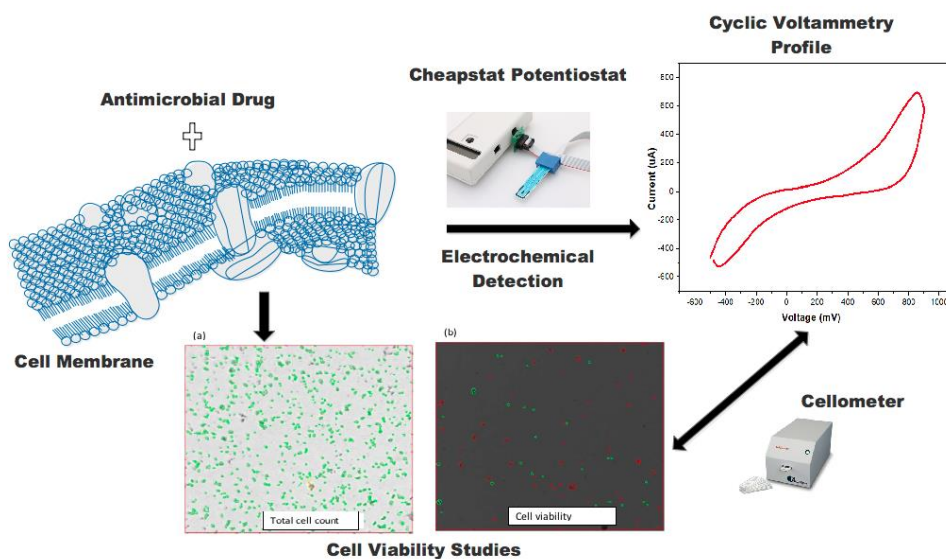 Cyclic Voltammetry
Profile
Cheapstat Potentiostat
Antimicrobial Drug
Electrochemical
Detection
Cell Membrane
800
600
400
200
0
-200
-400
-600
Current (uA)
-600
-400
-200
0
200
400
600
800
1000
Voltage (mV)
(a)
Total cell count
(b)
Cell viability
Cellometer
Cell Viability Studies